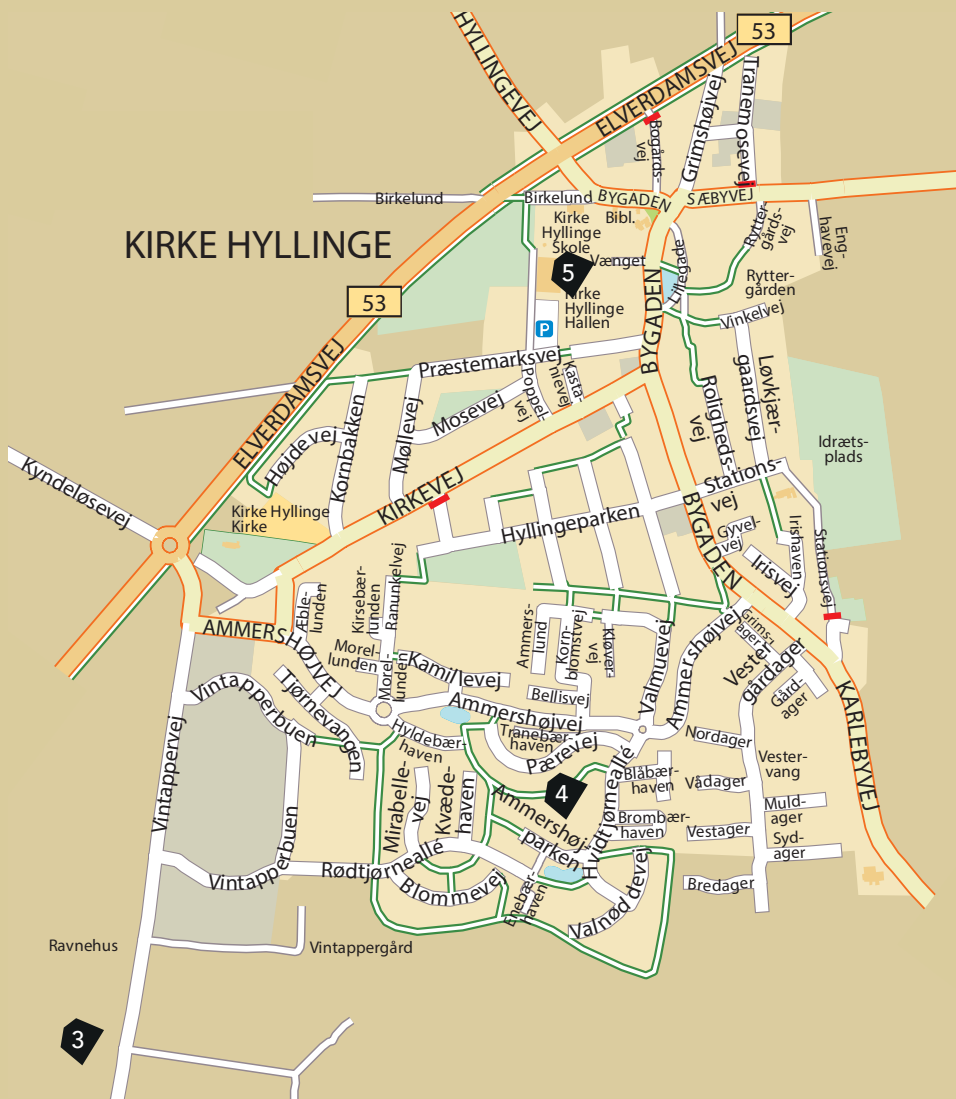 53
HYLLINGEVEJ
ELVERDAMSVEJ
Tranemosevej
Grimshøjvej
Bogårds-
vej
Birkelund
Birkelund
BYGADEN
SÆBYVEJ
KIRKE HYLLINGE
Kirke
Hyllinge
Skole
Bibl.
Rytter-
gårds-
vej
Eng-
havevej
5
Vænget
Lillegade
Rytter-
gården
53
Kirke
Hyllinge
Hallen
P
BYGADEN
Vinkelvej
ELVERDAMSVEJ
Præstemarksvej
Poppel-
vej
Kasta-
nievej
Løvkjær-
gaardsvej
Roligheds-
vej
Mosevej
Møllevej
Kornbakken
Højdevej
Idræts-
plads
Kyndeløsevej
KIRKEVEJ
Stations-
vej
Kirke Hyllinge
Kirke
Hyllingeparken
BYGADEN
Gyvel-
vej
Irishaven
Stationsvej
Irisvej
Æble-
lunden
Kirsebær-
lunden
Ranunkelvej
AMMERSHØJVEJ
Morel-
lunden
Morel-
lunden
Kamillevej
Ammers-
lund
Korn-
blomstvej
Kløver-
vej
Valmuevej
Ammershøjvej
Grims-
ager
Vester-
gårdager
Gård-
ager
KARLEBYVEJ
Bellisvej
Vintapperbuen
Tjørnevangen
Ammershøjvej
Hyldebær-
haven
Tranebær-
haven
Pærevej
Nordager
Vester-
vang
Vintappervej
4
Blåbær-
haven
Vådager
Muld-
ager
Mirabelle-
vej
Kvæde-
haven
Ammershøj-
parken
Hvidtjørneallé
Brombær-
haven
Vestager
Syd-
ager
Vintapperbuen
Vintapperbuen
Rødtjørneallé
Blommevej
Enebær-
haven
Valnøddevej
Bredager
Ravnehus
Vintappergård
3